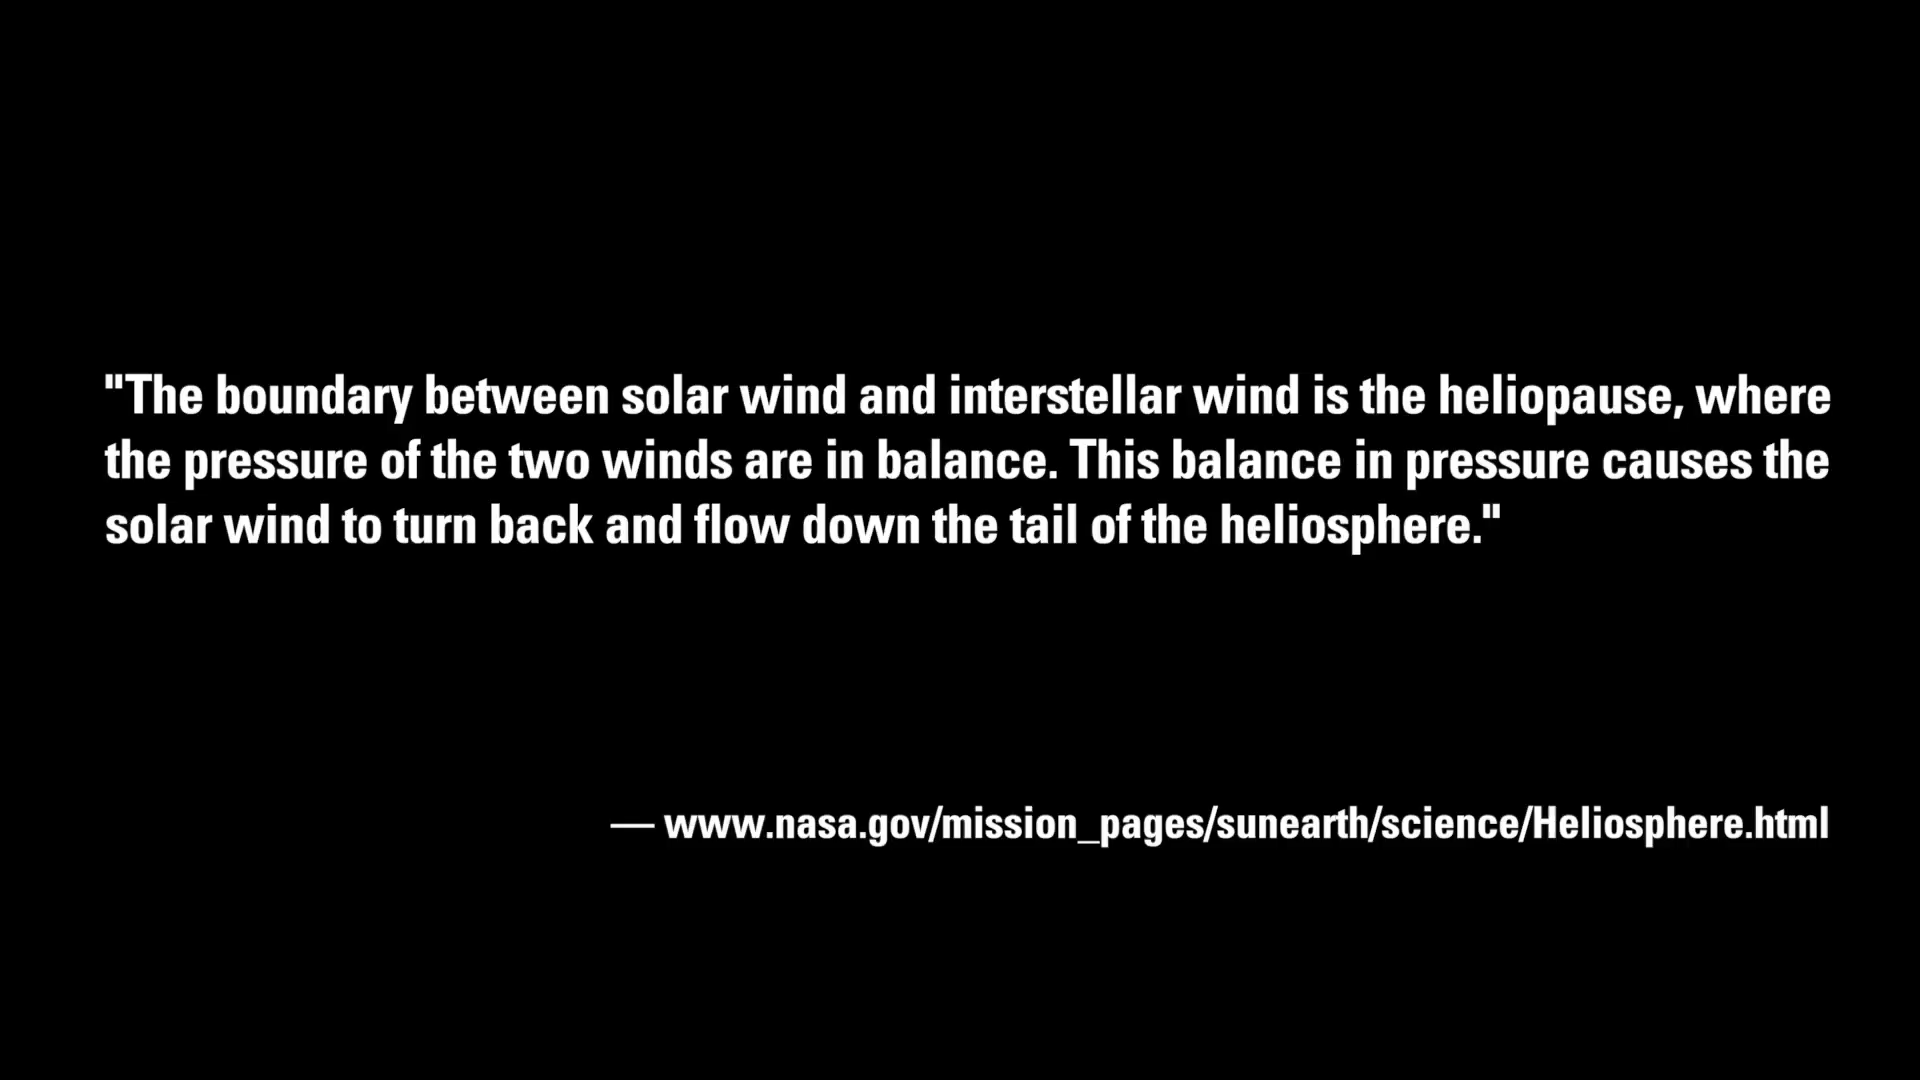 "The boundary between solar wind and interstellar wind is the heliopause, where
the pressure of the two winds are in balance. This balance in pressure causes the
solar wind to turn back and flow down the tail of the heliosphere."
— www.nasa.gov/mission_pages/sunearth/science/Heliosphere.html